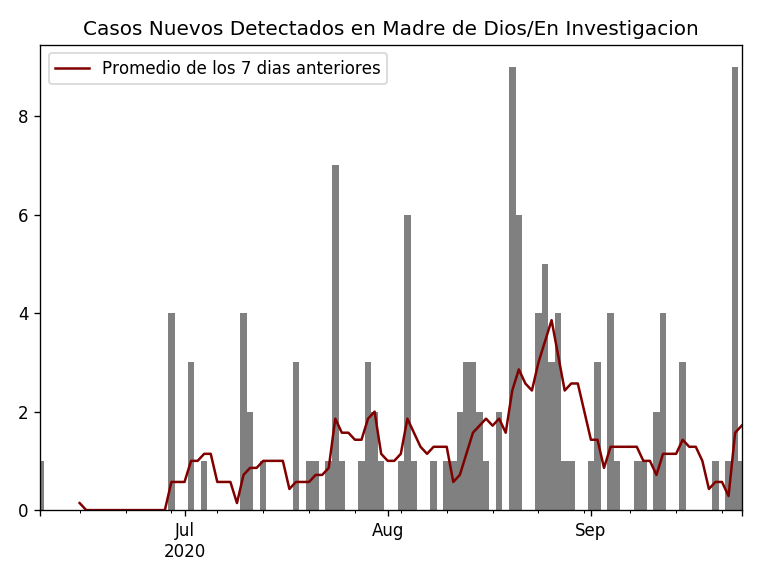 Casos Nuevos Detectados en Madre de Dios/En Investigacion
Promedio de los 7 dias anteriores
8
6
4
2
0
Jul
2020
Aug
Sep